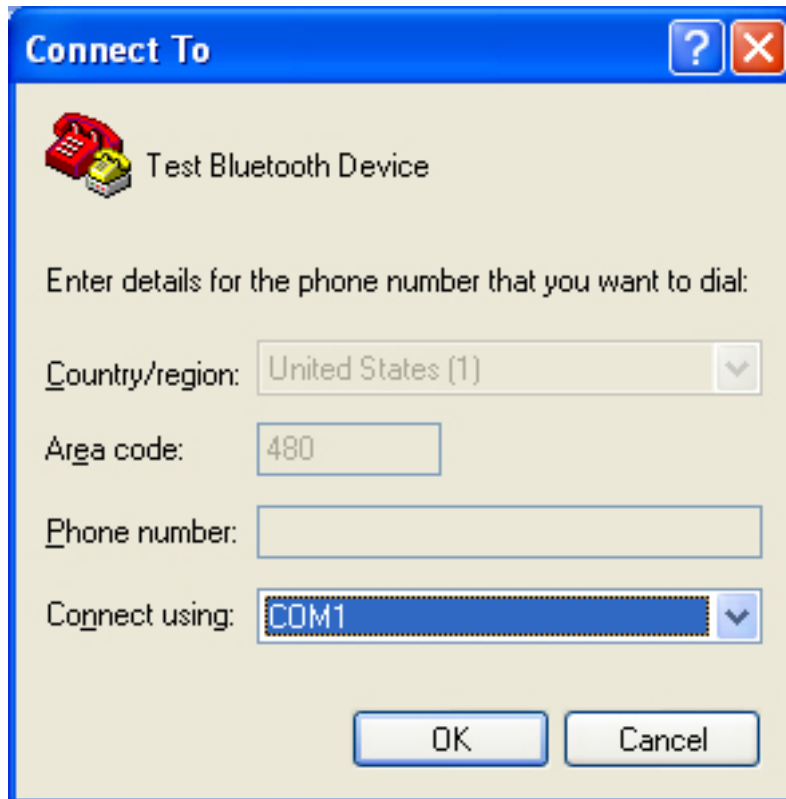 Connect To
Test Bluetooth Device
Enter details for the phone number that you want to dial:
Country/region: United States (1)
Area code: 480
Phone number:
Connect using: COM1
OK Cancel